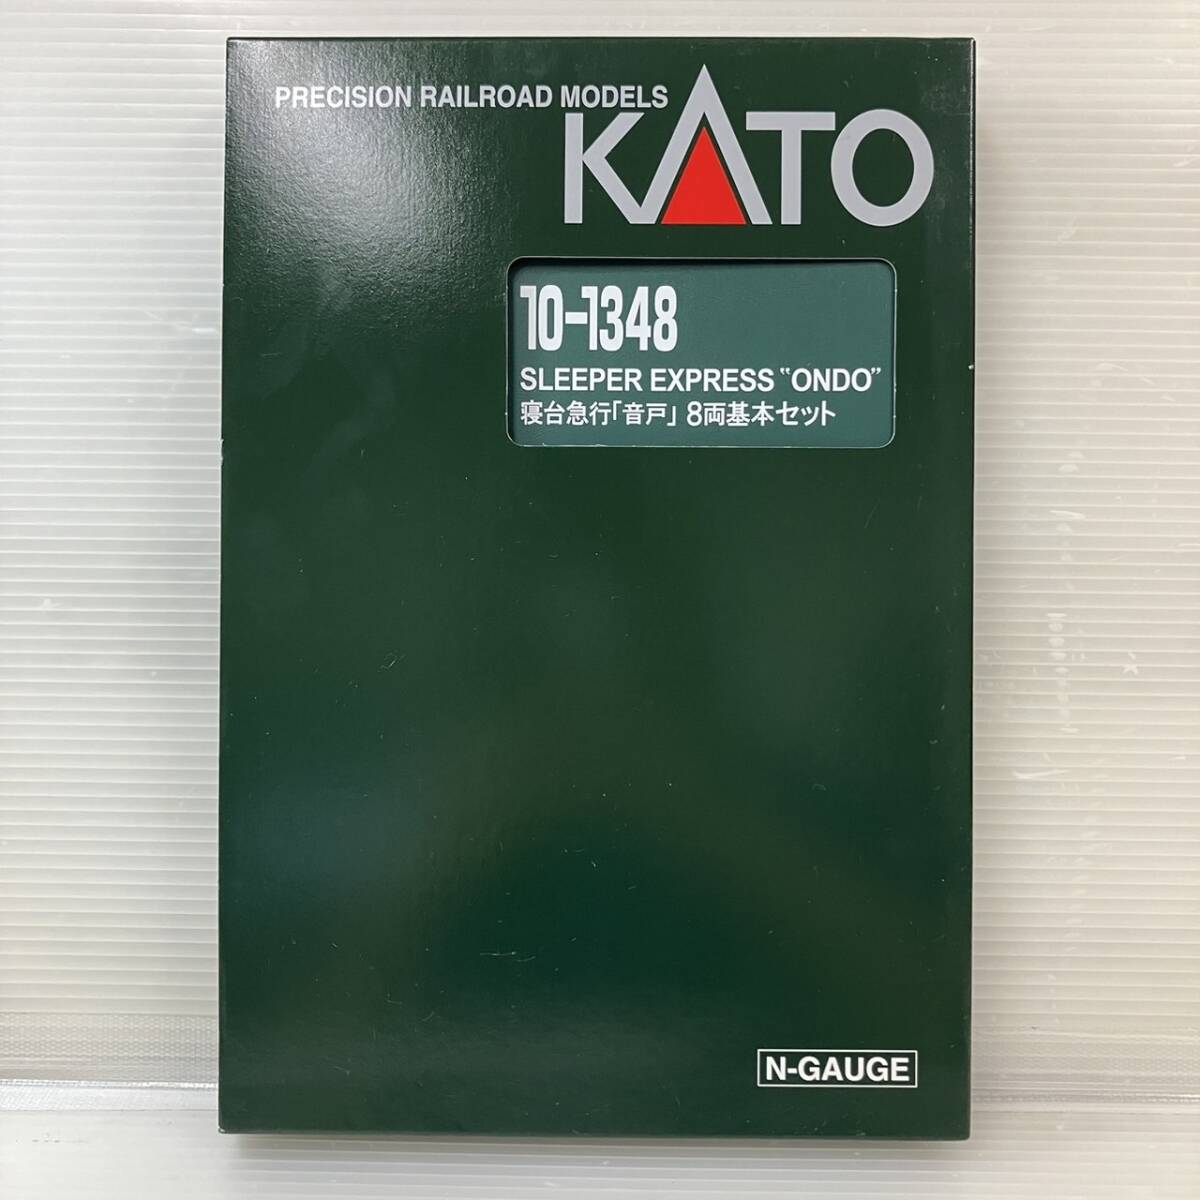 PRECISION RAILROAD MODELS
KATO
10-1348
SLEEPER EXPRESS "ONDO"
寝台急行「音戸」 8両基本セット
N-GAUGE